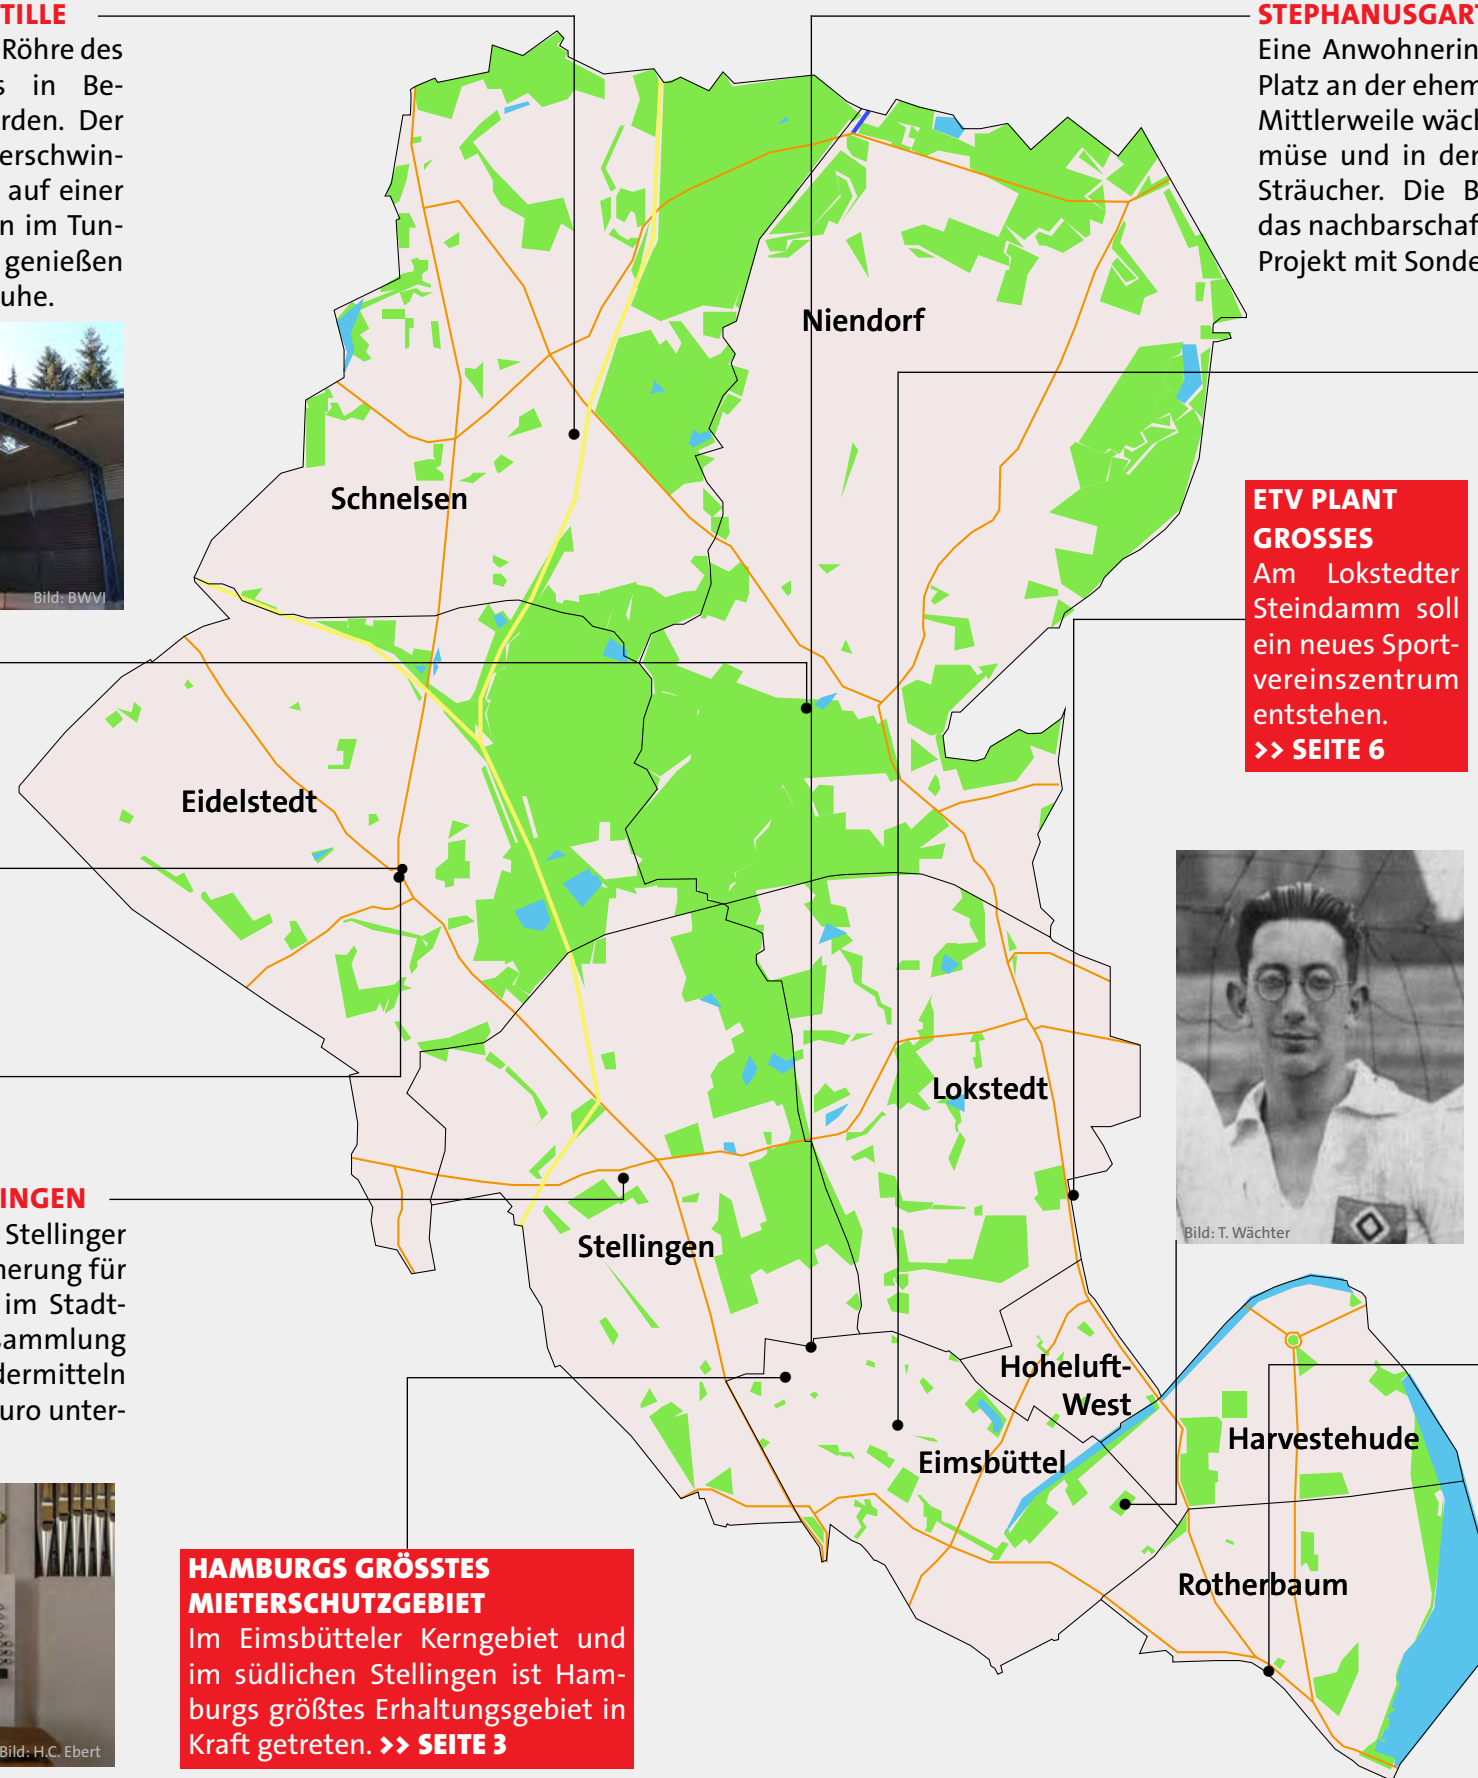 TILLE
Röhre des
s in Be-
rden. Der
erschwin-
auf einer
n im Tun-
genießen
uhe.
Bild: BWVI
STEPHANUSGART
Eine Anwohnerin
Platz an der ehem
Mittlerweile wäch
müse und in der
Sträucher. Die B
das nachbarschaf
Projekt mit Sonde
Niendorf
Schnelsen
ETV PLANT
GROSSES
Am Lokstedter
Steindamm soll
ein neues Sport-
vereinszentrum
entstehen.
>> SEITE 6
Eidelstedt
Lokstedt
Bild: T. Wächter
INGEN
Stellinger
nerung für
im Stadt-
sammlung
dermitteln
uro unter-
Stellingen
Hoheluft-
West
Harvestehude
Eimsbüttel
Rotherbaum
Bild: H.C. Ebert
HAMBURGS GRÖSSTES
MIETERSCHUTZGEBIET
Im Eimsbütteler Kerngebiet und
im südlichen Stellingen ist Ham-
burgs größtes Erhaltungsgebiet in
Kraft getreten. >> SEITE 3